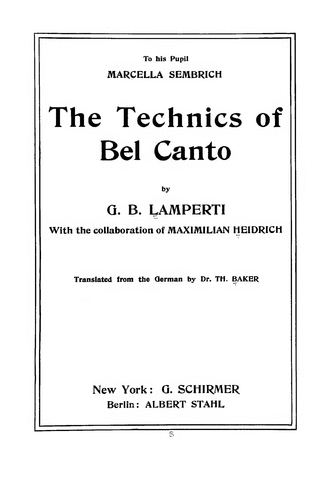 To his Pupil
MARCELLA SEMBRICH
The Technics of
Bel Canto
by
G. B. LAMPERTI
With the collaboration of MAXIMILIAN HEIDRICH
Translated from the German by Dr. TH. BAKER
New York: G. SCHIRMER
Berlin: ALBERT STAHL